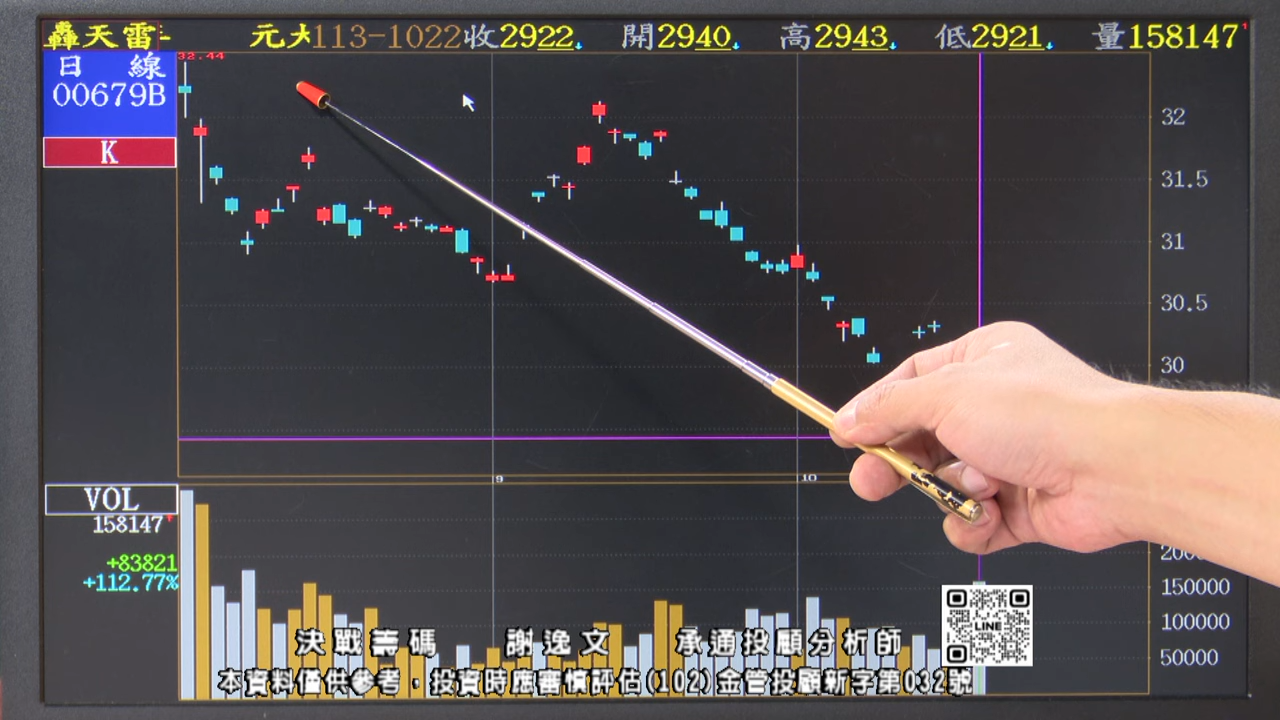 轟天雷
元大113-1022收2922 開2940 高2943 低2921 量158147
日 線
00679B
K
32.44
32
31.5
31
30.5
30
9
10
VOL
158147
+83821
+112.77%
150000
100000
50000
LINE
決戰籌碼 謝逸文 承通投顧分析師
本資料僅供參考,投資時應審慎評估(102)金管投顧新字第032號